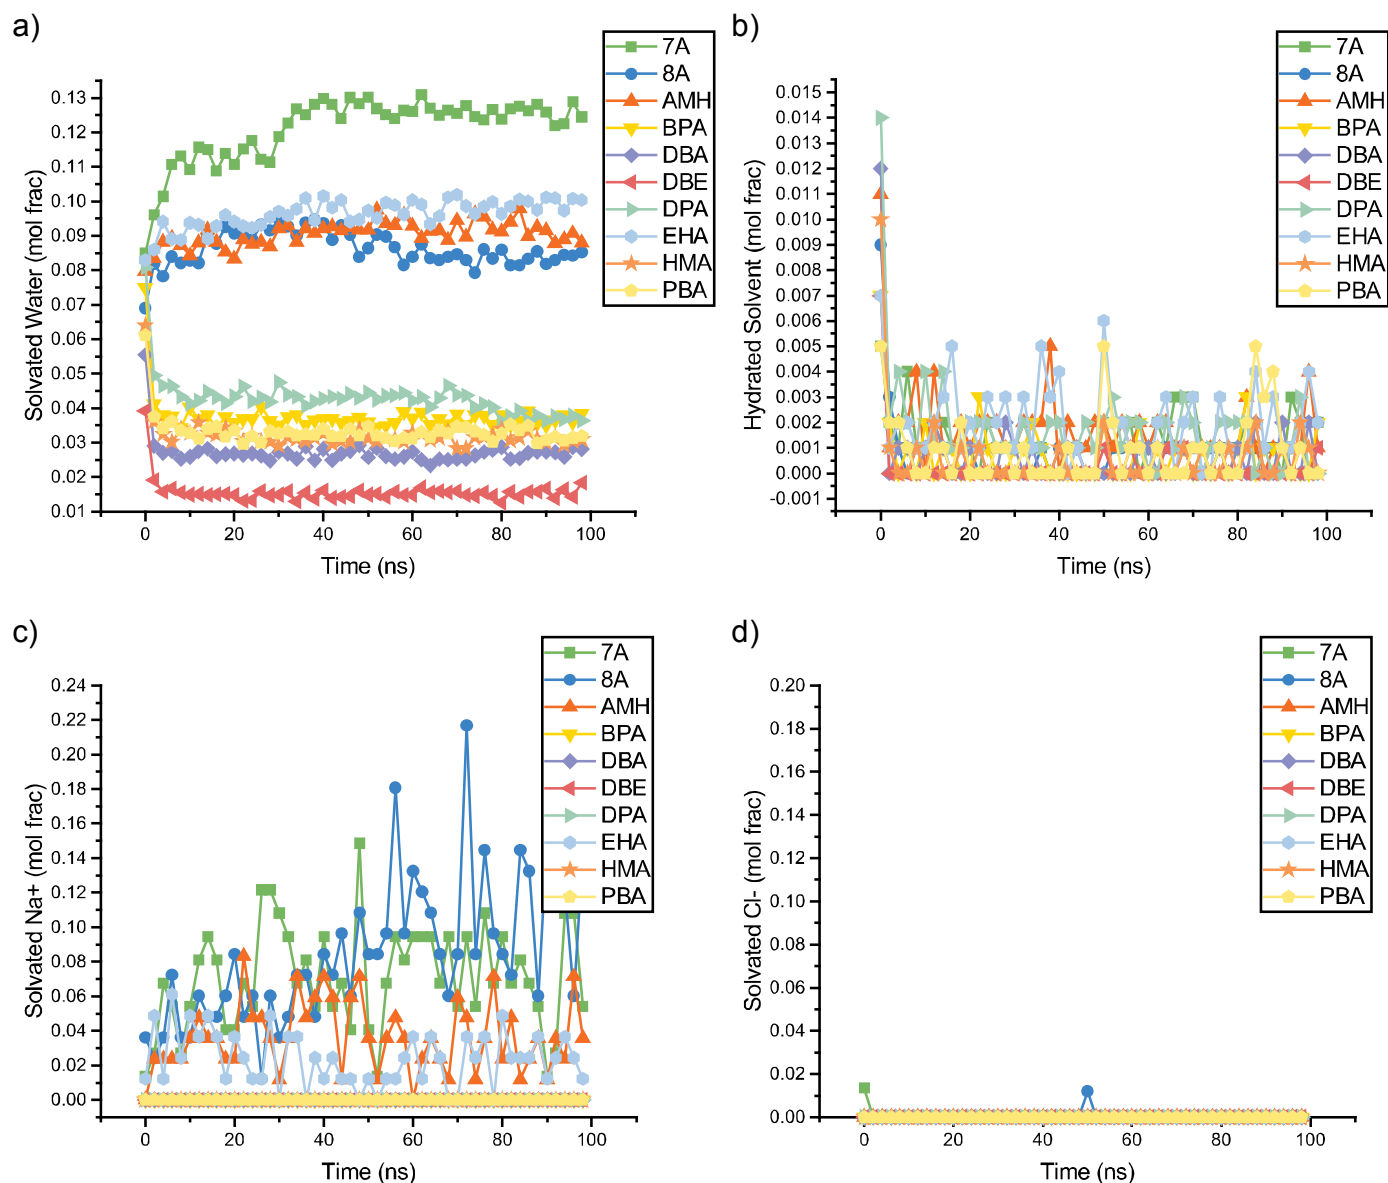 a)
7A
8A
AMH
BPA
DBA
DBE
DPA
EHA
HMA
PBA
0.13
0.12
0.11
0.10
0.09
0.08
0.07
0.06
0.05
0.04
0.03
0.02
0.01
Solvated Water (mol frac)
0 20 40 60 80 100
Time (ns)
b)
7A
8A
AMH
BPA
DBA
DBE
DPA
EHA
HMA
PBA
0.015
0.014
0.013
0.012
0.011
0.010
0.009
0.008
0.007
0.006
0.005
0.004
0.003
0.002
0.001
0.000
-0.001
Hydrated Solvent (mol frac)
0 20 40 60 80 100
Time (ns)
c)
7A
8A
AMH
BPA
DBA
DBE
DPA
EHA
HMA
PBA
0.24
0.22
0.20
0.18
0.16
0.14
0.12
0.10
0.08
0.06
0.04
0.02
0.00
Solvated Na+ (mol frac)
0 20 40 60 80 100
Time (ns)
d)
7A
8A
AMH
BPA
DBA
DBE
DPA
EHA
HMA
PBA
0.20
0.18
0.16
0.14
0.12
0.10
0.08
0.06
0.04
0.02
0.00
Solvated Cl- (mol frac)
0 20 40 60 80 100
Time (ns)